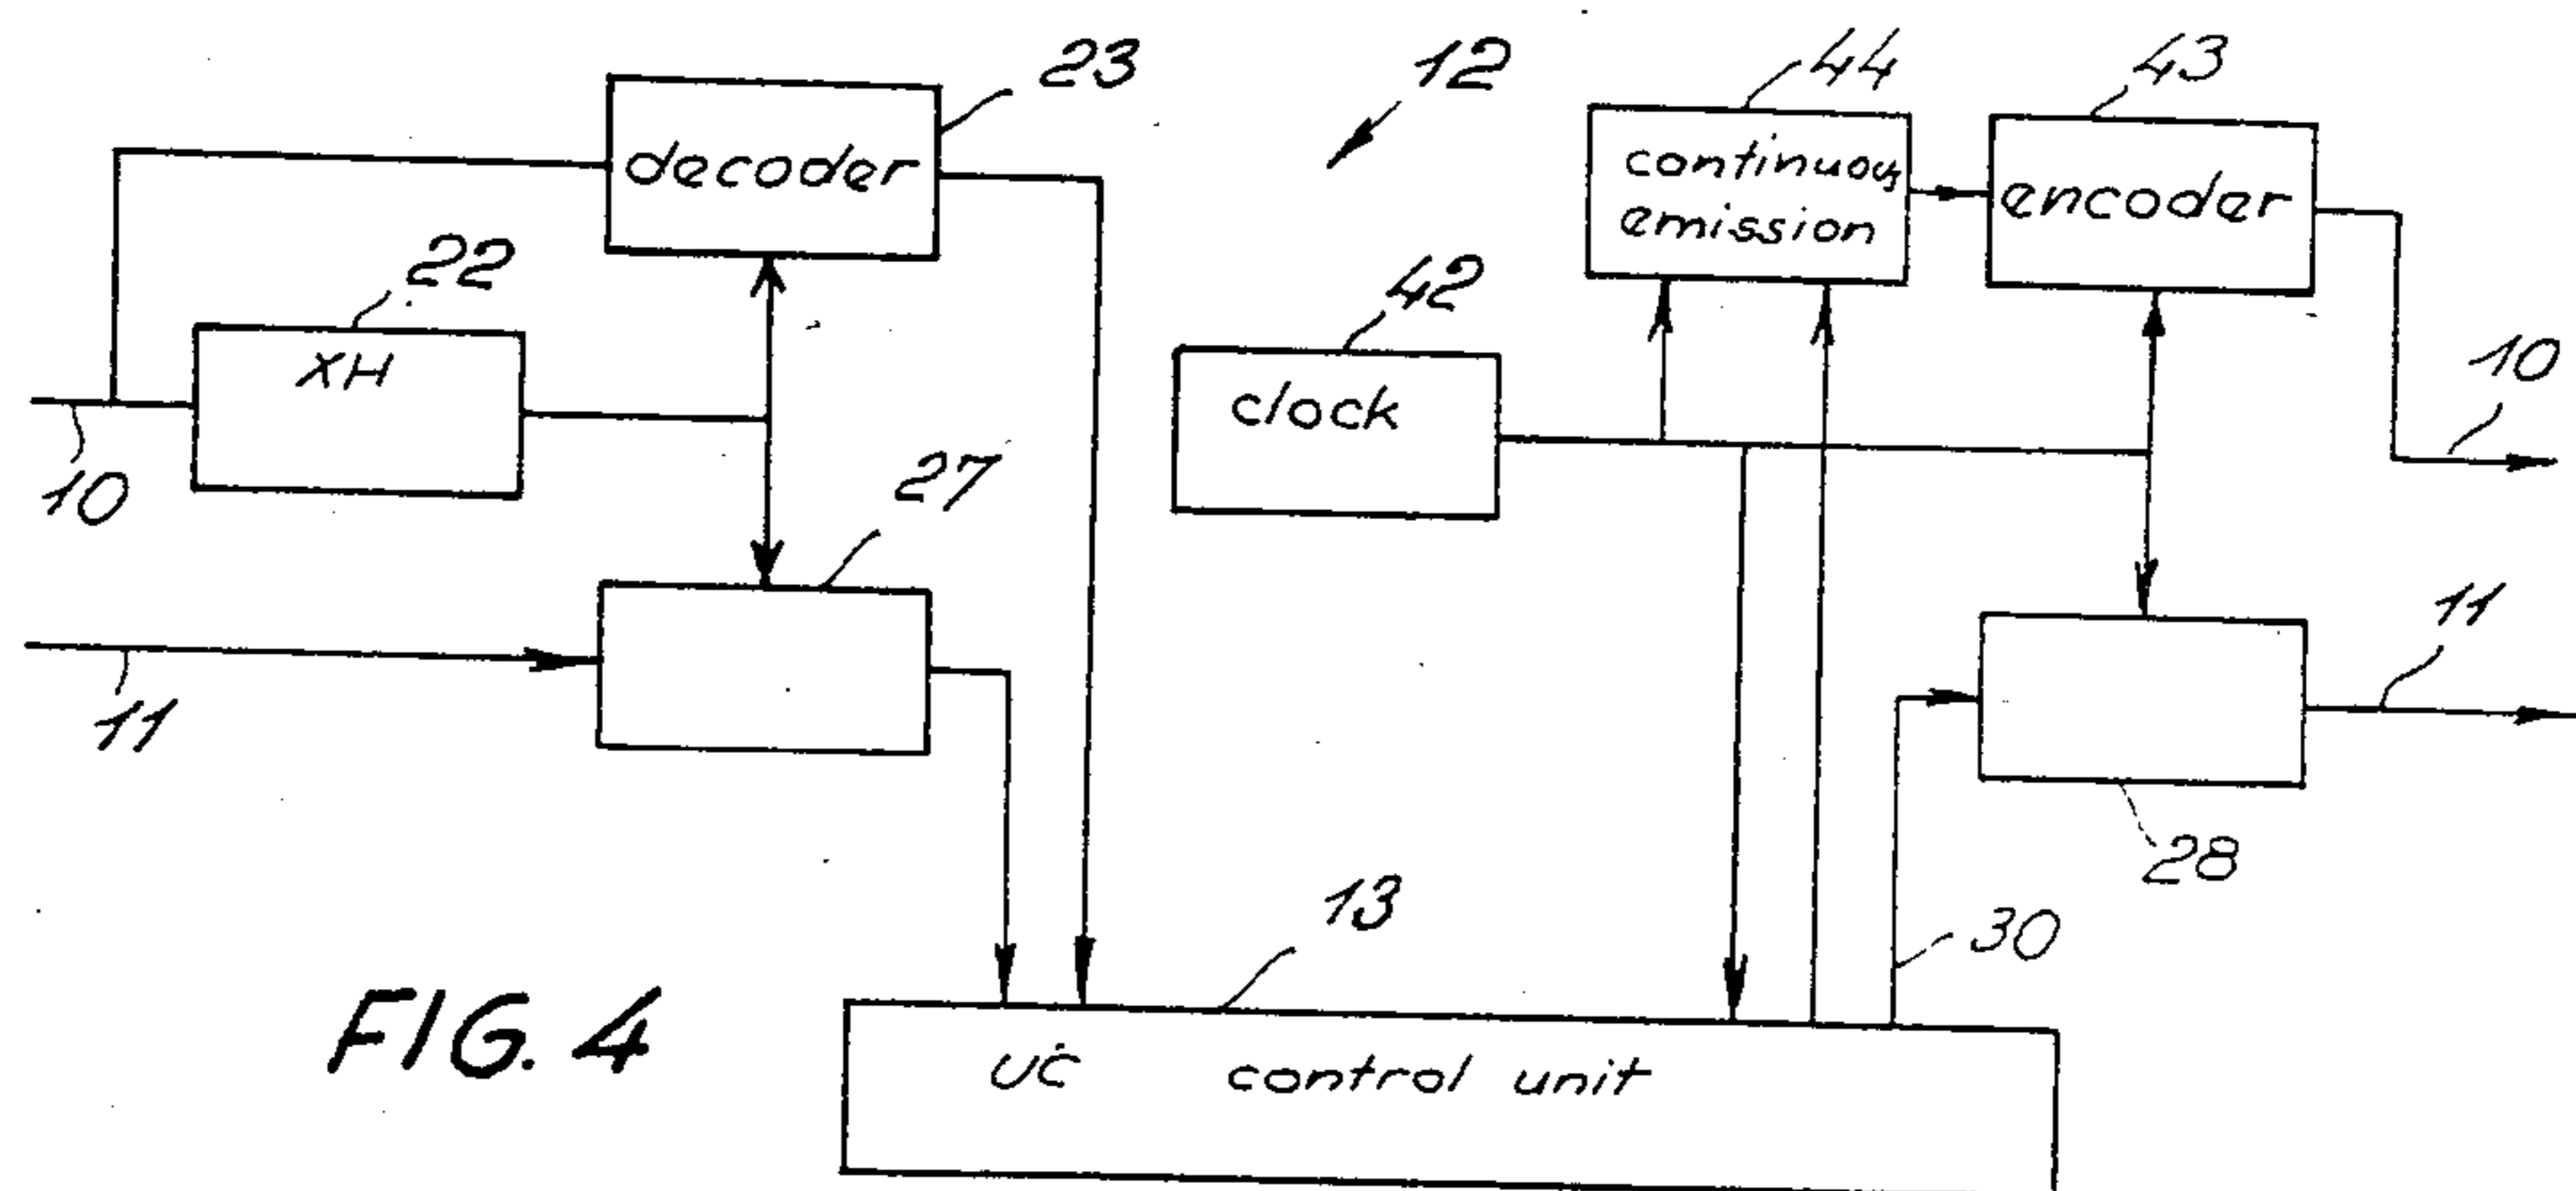 23
12
44
43
decoder
continuous
emission
encoder
22
42
XH
clock
10
10
27
11
11
28
13
30
FIG. 4
UC control unit